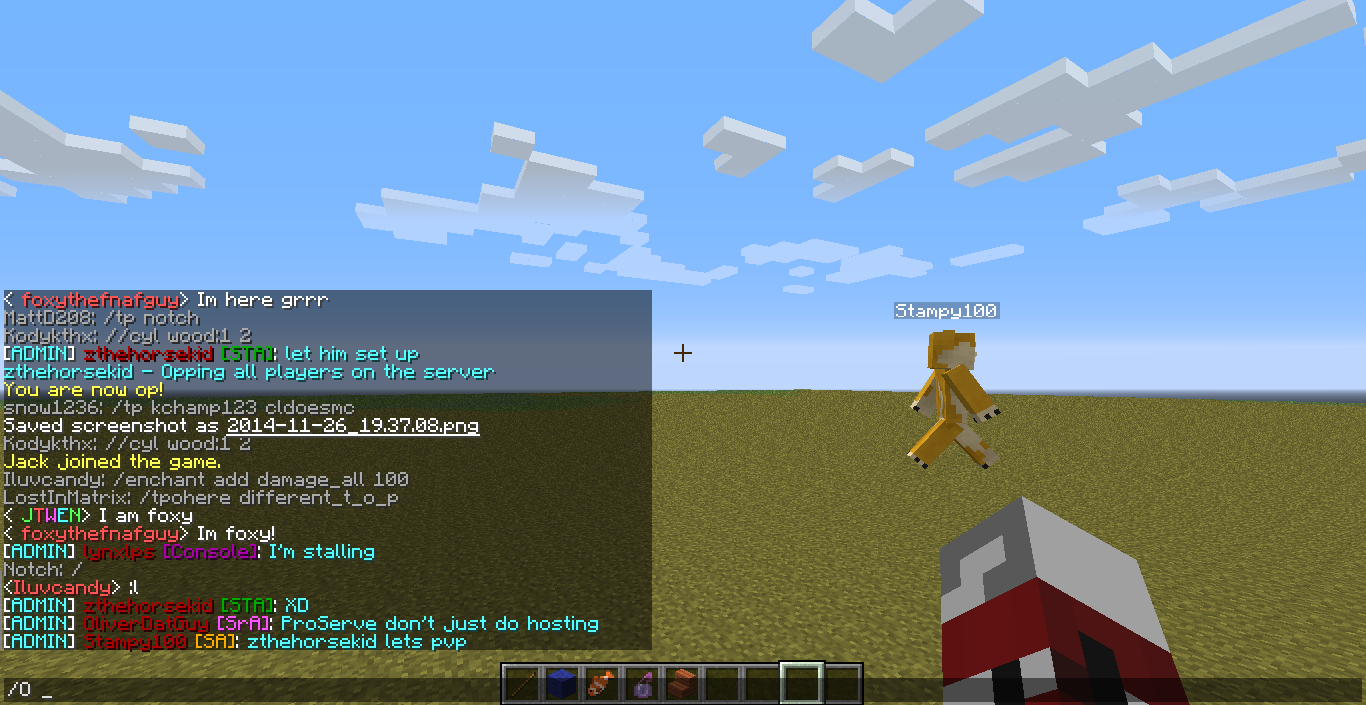 < foxythefnafguy> Im here grrr
MattD208: /tp notch
Kodykthx: //cyl wood:1 2
[ADMIN] zthehorsekid [STA]: let him set up
zthehorsekid - Opping all players on the server
You are now op!
snow1236: /tp kchamp123 cldoesmc
Saved screenshot as 2014-11-26_19.37.08.png
Kodykthx: //cyl wood:1 2
Jack joined the game.
Iluvcandy: /enchant add damage_all 100
LostInMatrix: /tpohere different_t_o_p
< JTWEN> I am foxy
< foxythefnafguy> Im foxy!
[ADMIN] lynxlps [Console]: I'm stalling
Notch: /
<Iluvcandy> :l
[ADMIN] zthehorsekid [STA]: XD
[ADMIN] OliverDatGuy [SrA]: ProServe don't just do hosting
[ADMIN] Stampy100 [SA]: zthehorsekid lets pvp
/O _
Stampy100